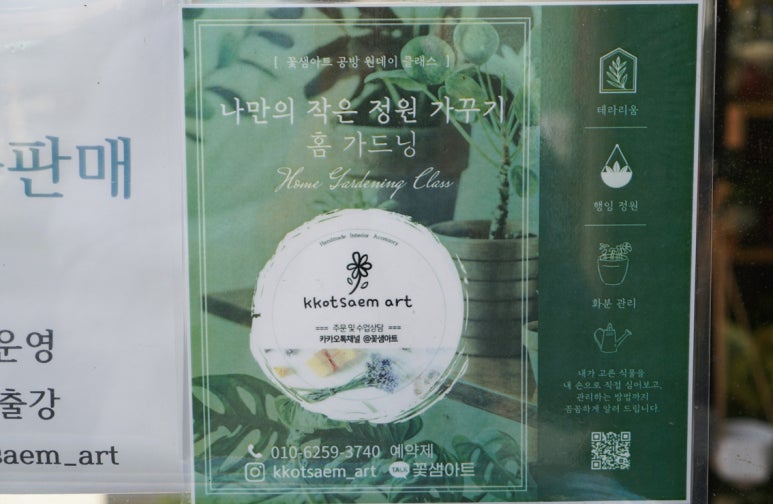 판매
운영
출강
saem_art
[ 꽃샘아트 공방 원데이 클래스 ]
나만의 작은 정원 가꾸기
홈 가드닝
Home Gardening Class
Handmade Interior Accessory
kkotsaem art
=== 주문 및 수업상담 ===
카카오톡채널 @꽃샘아트
010-6259-3740 예약제
kkotsaem_art TALK 꽃샘아트
테라리움
행잉 정원
화분 관리
내가 고른 식물을
내 손으로 직접 심어보고,
관리하는 방법까지
꼼꼼하게 알려 드립니다.